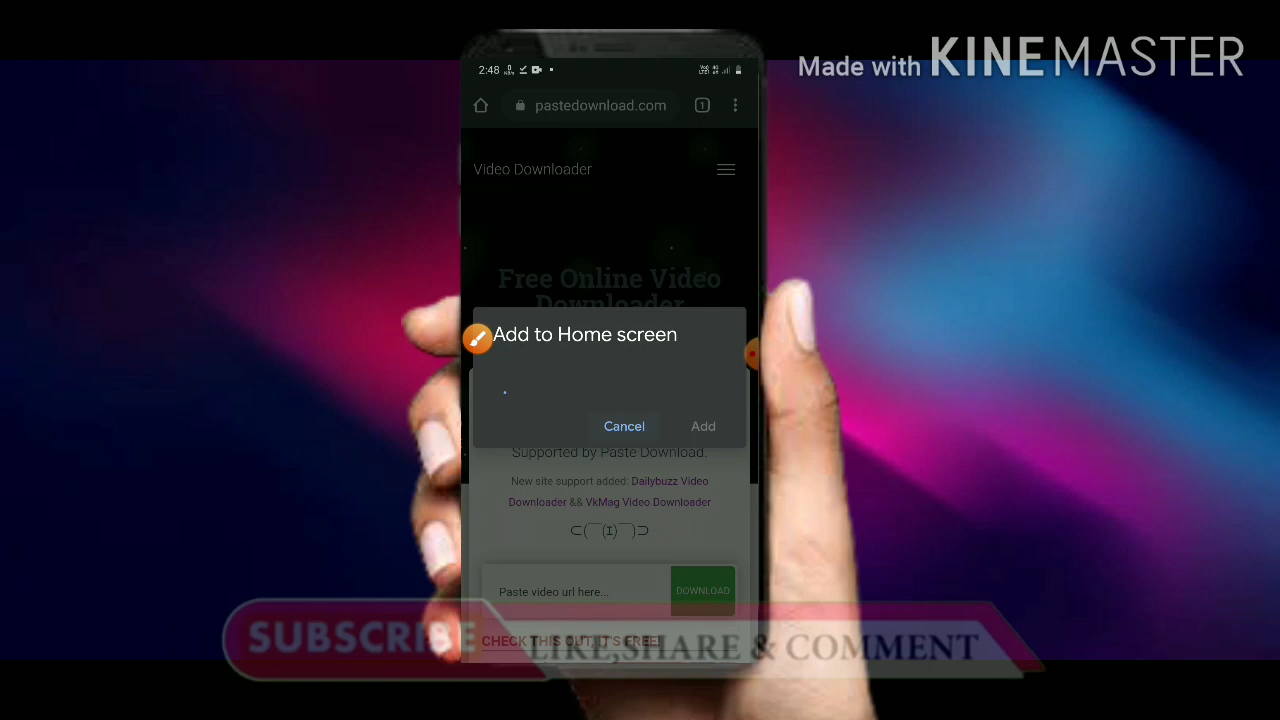 Made with KINEMASTER
2:48
pastedownload.com
1
Video Downloader
Free Online Video
Downloader
Add to Home screen
Cancel
Add
Supported by Paste Download.
New site support added: Dailybuzz Video
Downloader && VkMag Video Downloader
Paste video url here...
DOWNLOAD
CHECK THIS OUT, IT'S FREE!
SUBSCRIBE
LIKE,SHARE & COMMENT